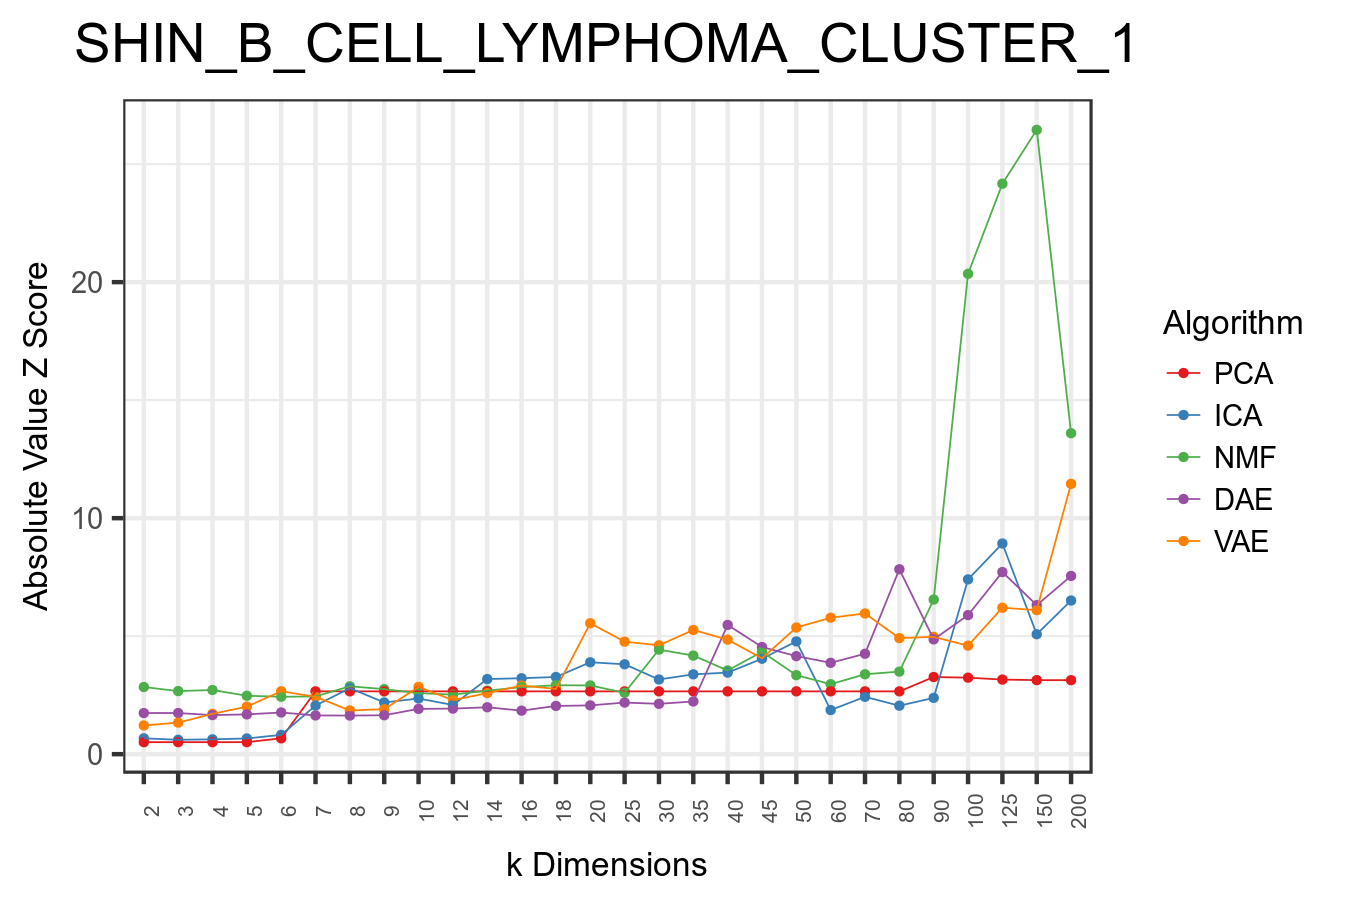 SHIN_B_CELL_LYMPHOMA_CLUSTER_1
Absolute Value Z Score
20
10
0
2 3 4 5 6 7 8 9 10 12 14 16 18 20 25 30 35 40 45 50 60 70 80 90 100 125 150 200
k Dimensions
Algorithm
PCA
ICA
NMF
DAE
VAE